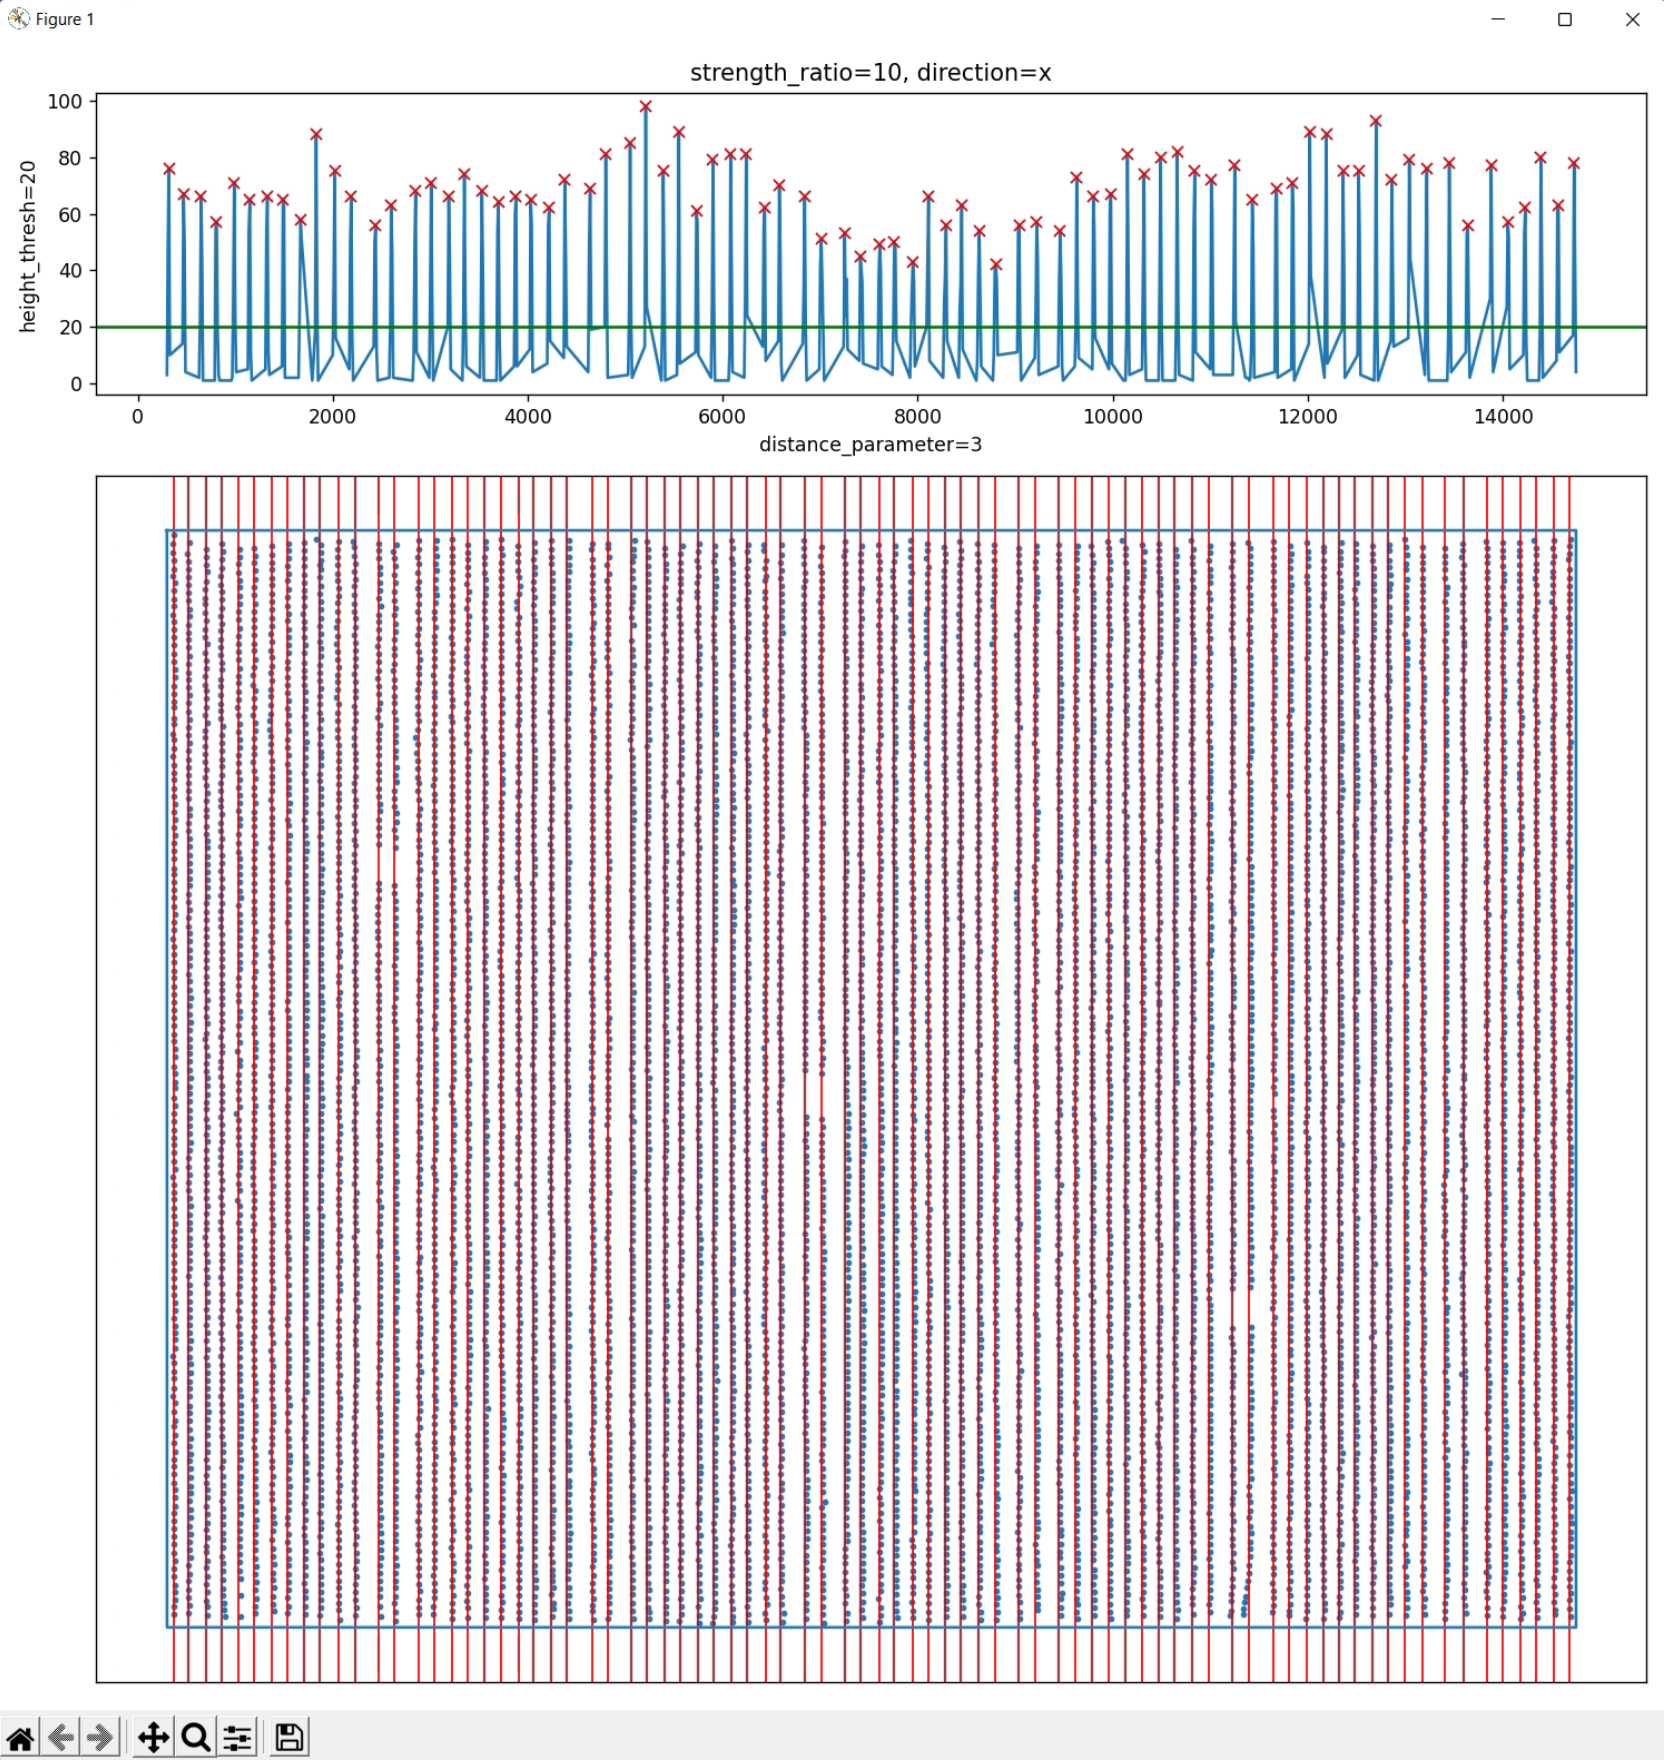 Figure 1
strength_ratio=10, direction=x
height_thresh=20
100
80
60
40
20
0
0 2000 4000 6000 8000 10000 12000 14000
distance_parameter=3